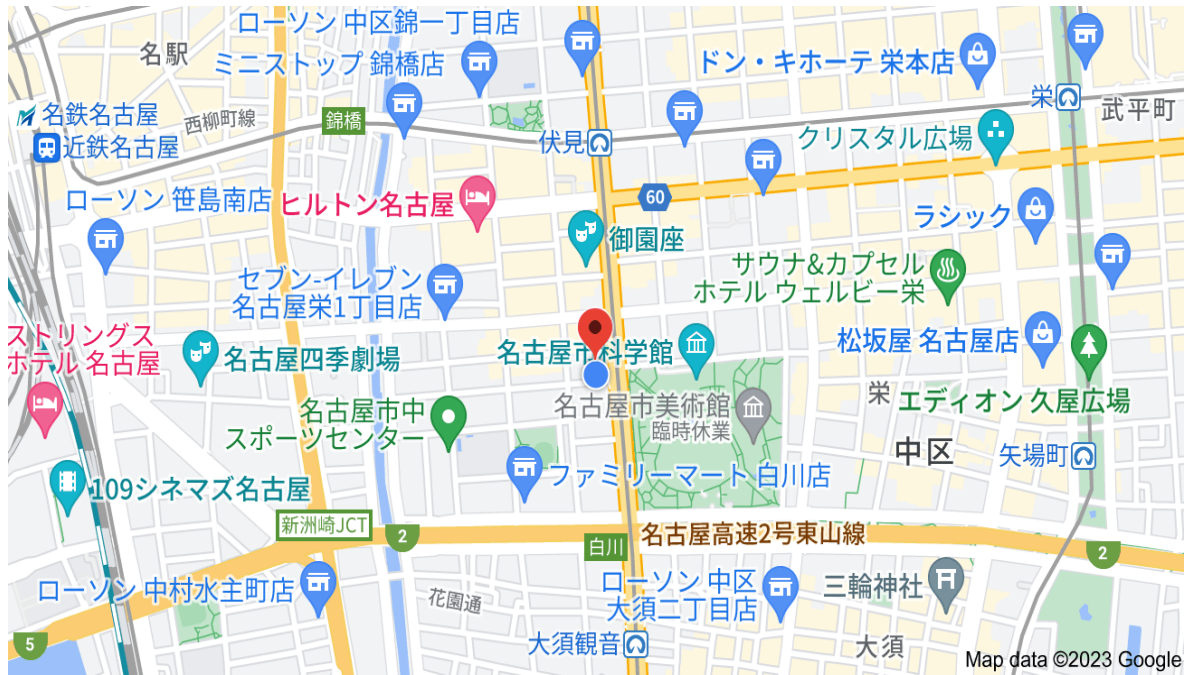 ローソン 中区錦一丁目店
名駅
ミニストップ 錦橋店
ドン・キホーテ 栄本店
栄
武平町
名鉄名古屋
西柳町線
錦橋
近鉄名古屋
伏見
クリスタル広場
60
ローソン 笹島南店
ヒルトン名古屋
ラシック
御園座
サウナ&カプセル
ホテル ウェルビー栄
セブン-イレブン
名古屋栄1丁目店
ストリングス
ホテル 名古屋
名古屋四季劇場
名古屋市科学館
松坂屋 名古屋店
栄
エディオン 久屋広場
名古屋市美術館
臨時休業
名古屋市中
スポーツセンター
中区
矢場町
ファミリーマート 白川店
109シネマズ名古屋
新洲崎JCT
2
白川
名古屋高速2号東山線
2
ローソン 中村水主町店
花園通
ローソン 中区
大須二丁目店
三輪神社
5
大須観音
大須
Map data ©2023 Google